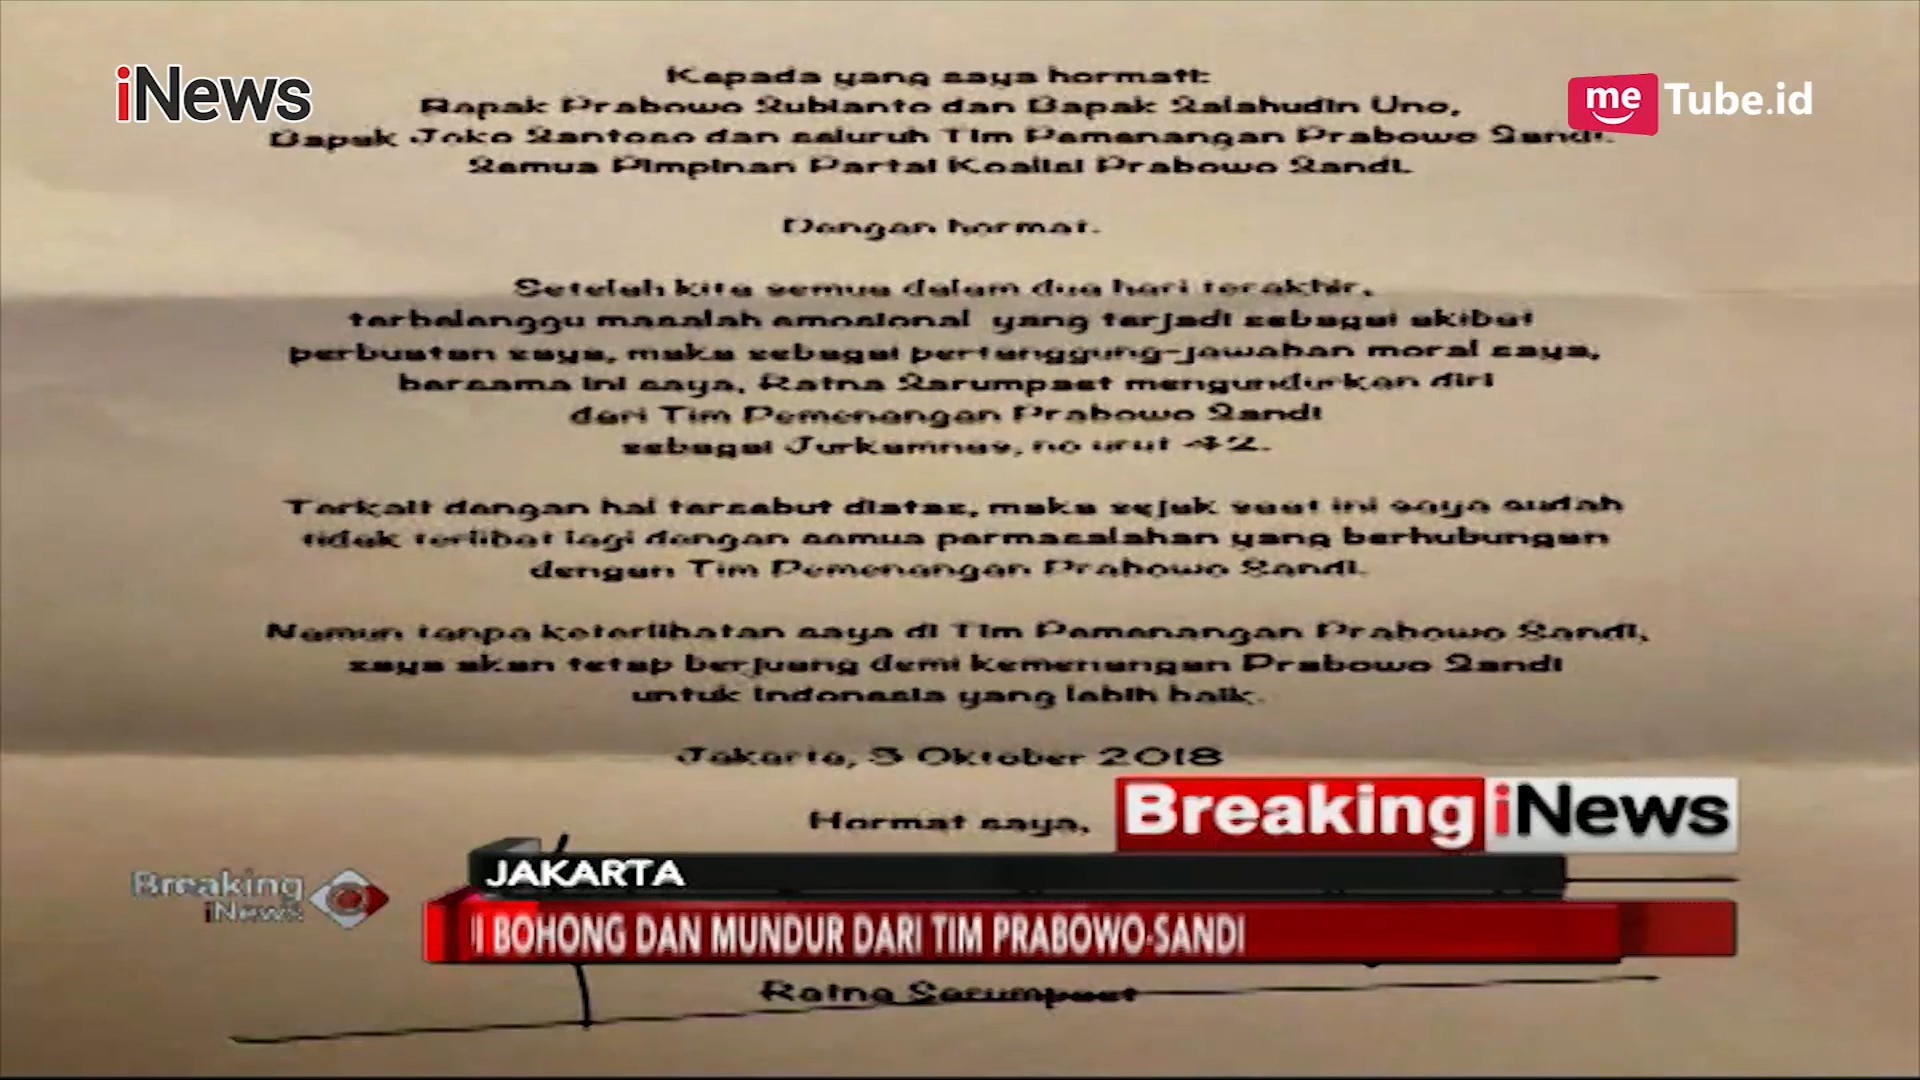 iNews
me Tube.id
Kepada yang saya hormati:
Bapak Prabowo Subianto dan Bapak Salahudin Uno,
Bapak Joko Santoso dan seluruh Tim Pemenangan Prabowo Sandi.
Semua Pimpinan Partai Koalisi Prabowo Sandi.
Dengan hormat.
Setelah kita semua dalam dua hari terakhir,
terbelenggu masalah emosional yang terjadi sebagai akibat
perbuatan saya, maka sebagai pertanggung-jawaban moral saya,
bersama ini saya, Ratna Sarumpaet mengundurkan diri
dari Tim Pemenangan Prabowo Sandi
sebagai Jurkamnas, no urut 42.
Terkait dengan hal tersebut diatas, maka sejak saat ini saya sudah
tidak terlibat lagi dengan semua permasalahan yang berhubungan
dengan Tim Pemenangan Prabowo Sandi.
Namun tanpa keterlibatan saya di Tim Pemenangan Prabowo Sandi,
saya akan tetap berjuang demi kemenangan Prabowo Sandi
untuk Indonesia yang lebih baik.
Jakarta, 3 Oktober 2018
Hormat saya,
Breaking iNews
JAKARTA
Breaking
iNews
I BOHONG DAN MUNDUR DARI TIM PRABOWO-SANDI
Ratna Sarumpaet